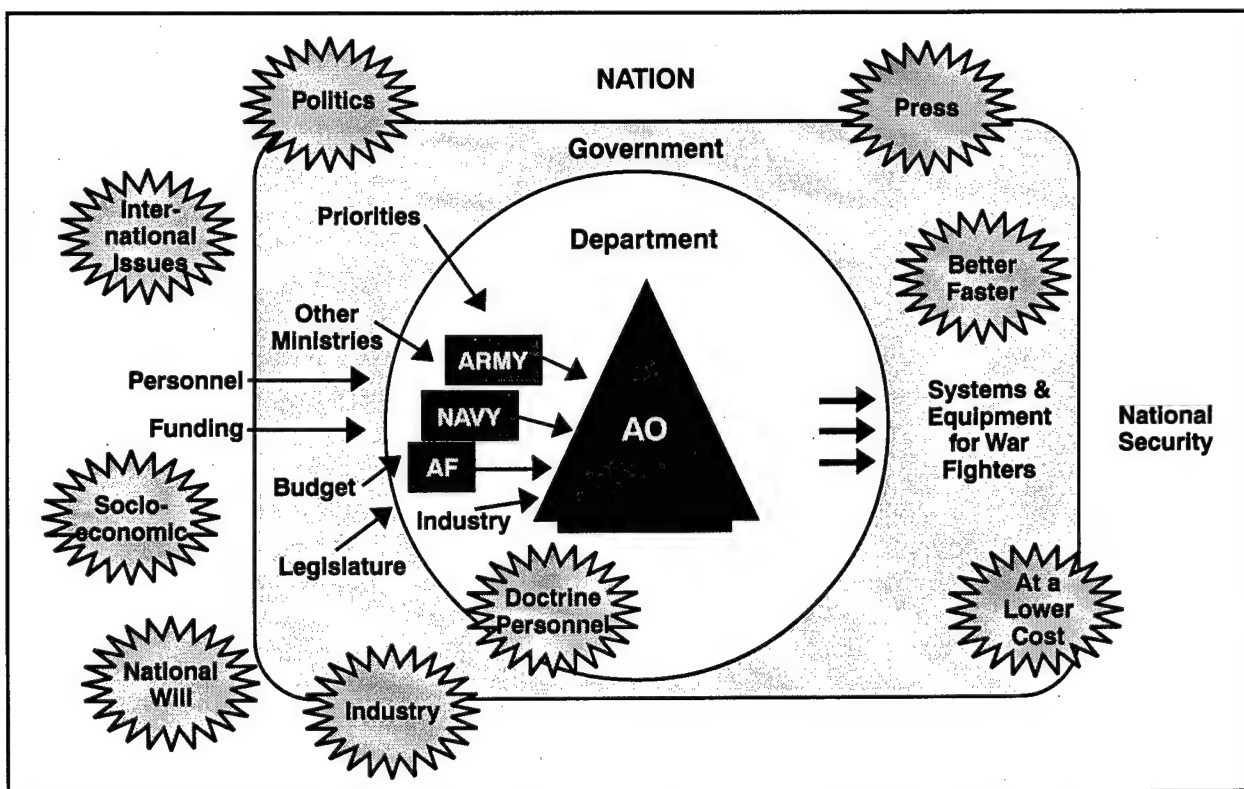 NATION
Politics
Press
Government
Inter-
national
Issues
Priorities
Department
Better
Faster
Other
Ministries
ARMY
Personnel
NAVY
AO
Systems &
Equipment
for War
Fighters
National
Security
Funding
AF
Budget
Industry
Socio-
economic
Legislature
Doctrine
Personnel
At a
Lower
Cost
National
Will
Industry